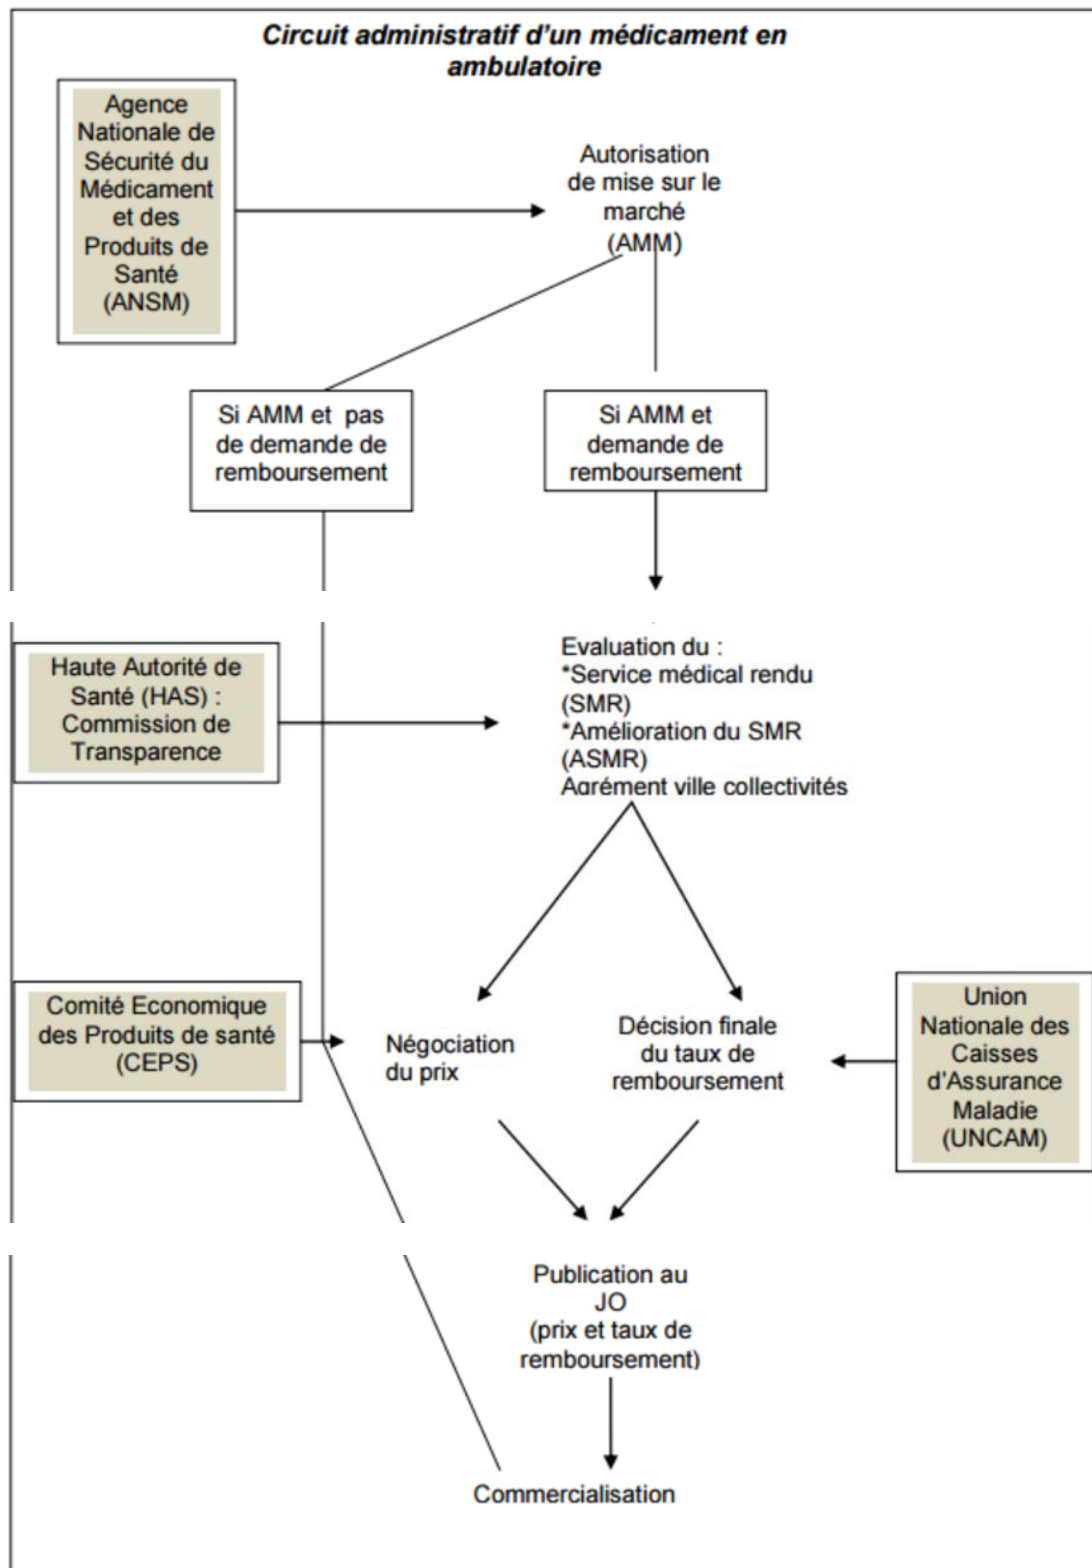 Circuit administratif d'un médicament en
ambulatoire
Agence
Nationale de
Sécurité du
Médicament
et des
Produits de
Santé
(ANSM)
Autorisation
de mise sur le
marché
(AMM)
Si AMM et pas
de demande de
remboursement
Si AMM et
demande de
remboursement
Haute Autorité de
Santé (HAS) :
Commission de
Transparence
Evaluation du :
*Service médical rendu
(SMR)
*Amélioration du SMR
(ASMR)
Agrément ville collectivités
Comité Economique
des Produits de santé
(CEPS)
Négociation
du prix
Décision finale
du taux de
remboursement
Union
Nationale des
Caisses
d'Assurance
Maladie
(UNCAM)
Publication au
JO
(prix et taux de
remboursement)
Commercialisation